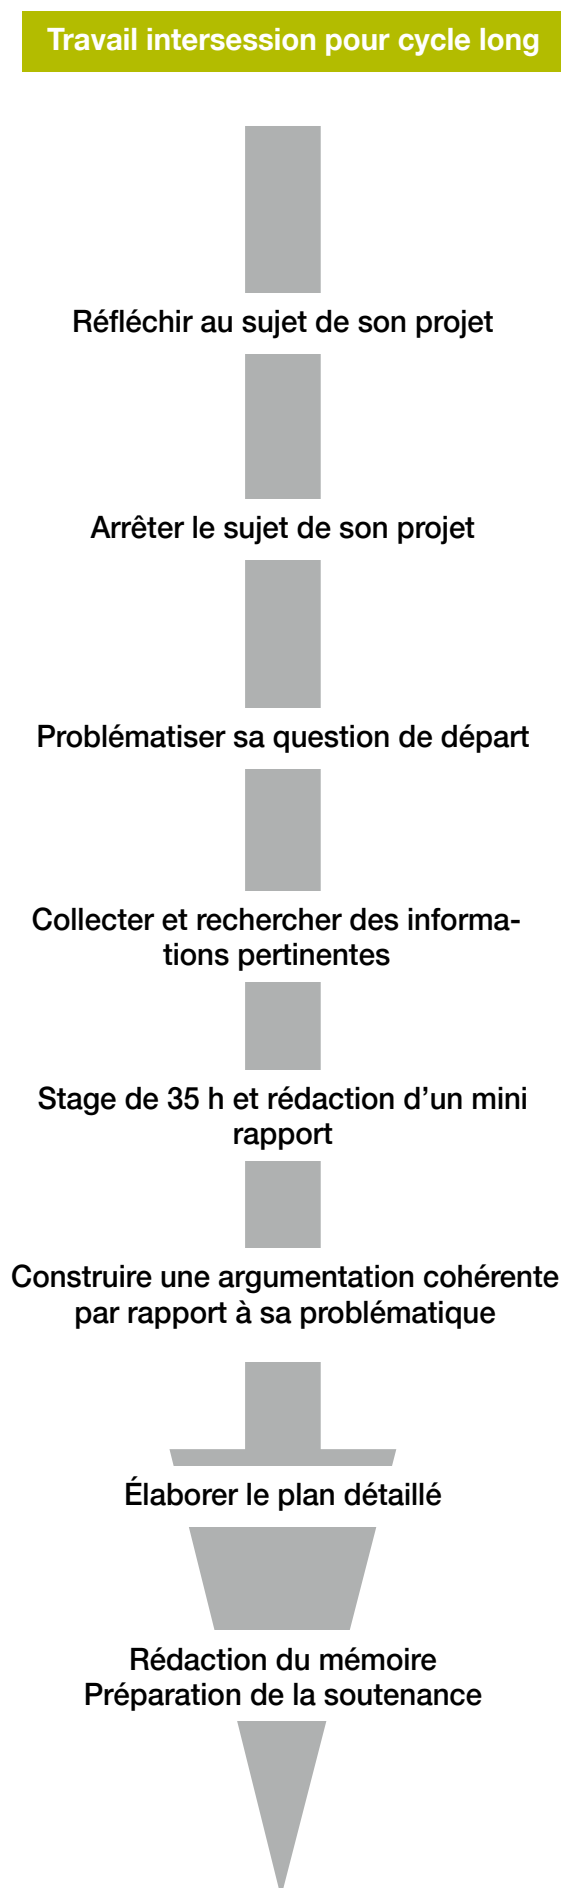 Travail intersession pour cycle long
Réfléchir au sujet de son projet
Arrêter le sujet de son projet
Problématiser sa question de départ
Collecter et rechercher des informa-
tions pertinentes
Stage de 35 h et rédaction d’un mini
rapport
Construire une argumentation cohérente
par rapport à sa problématique
Élaborer le plan détaillé
Rédaction du mémoire
Préparation de la soutenance